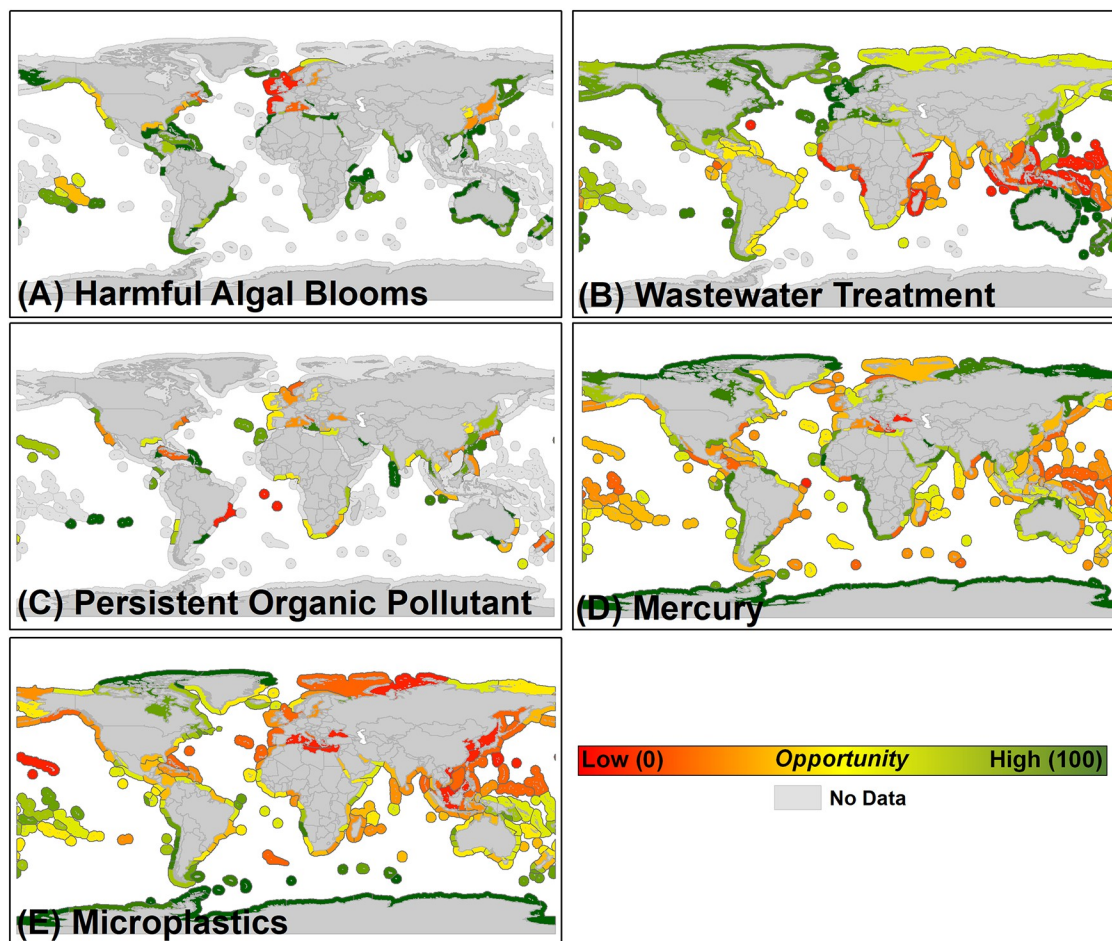 (A) Harmful Algal Blooms
(B) Wastewater Treatment
(C) Persistent Organic Pollutant
(D) Mercury
(E) Microplastics
Low (0) Opportunity High (100)
No Data